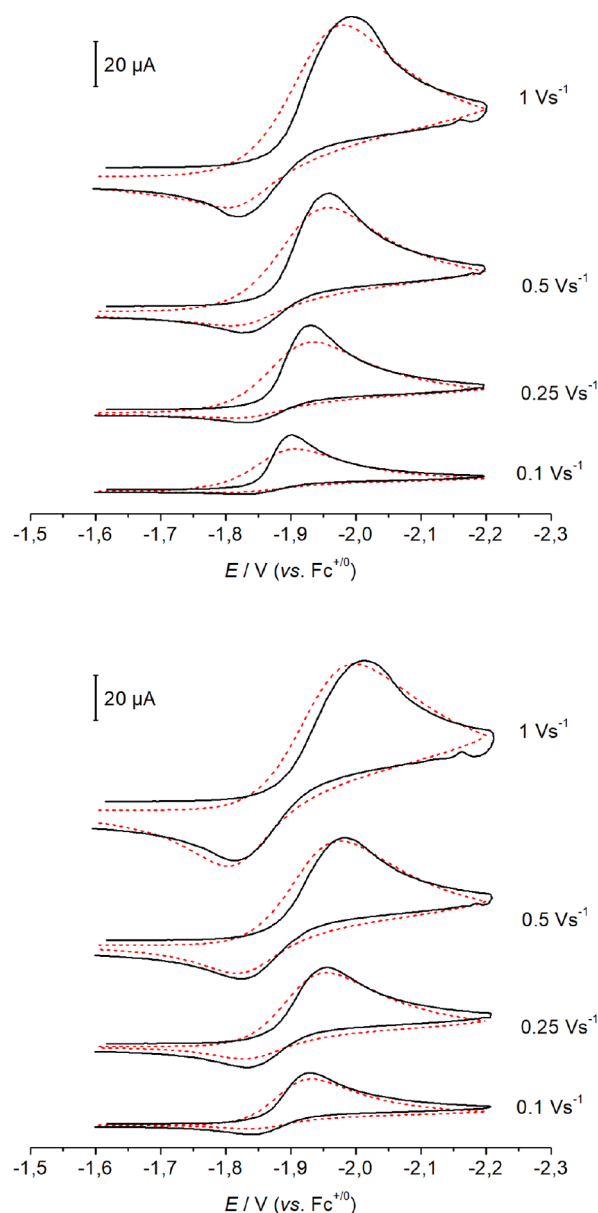 20 µA
1 Vs⁻¹
0.5 Vs⁻¹
0.25 Vs⁻¹
0.1 Vs⁻¹
-1,5 -1,6 -1,7 -1,8 -1,9 -2,0 -2,1 -2,2 -2,3
E / V (vs. Fc⁺ᐟ⁰)
20 µA
1 Vs⁻¹
0.5 Vs⁻¹
0.25 Vs⁻¹
0.1 Vs⁻¹
-1,5 -1,6 -1,7 -1,8 -1,9 -2,0 -2,1 -2,2 -2,3
E / V (vs. Fc⁺ᐟ⁰)